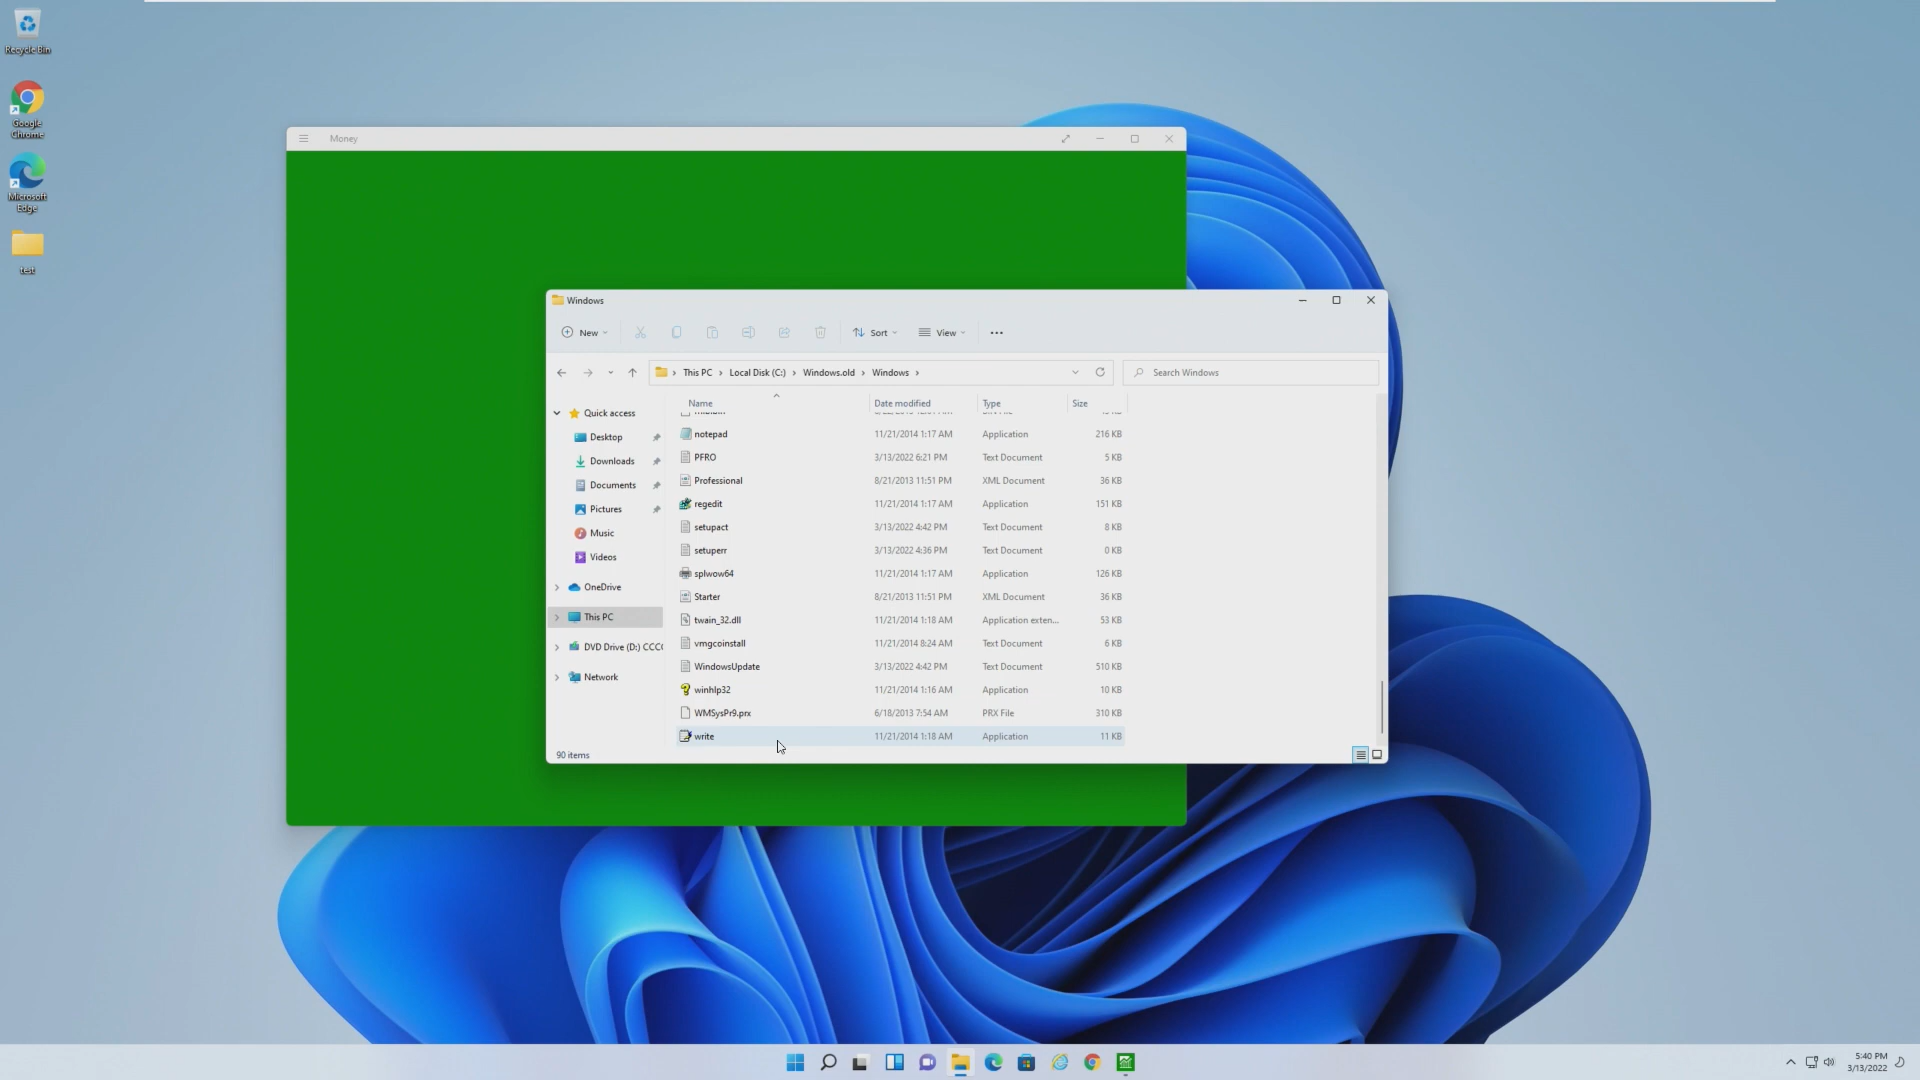 Recycle Bin
Google
Chrome
Microsoft
Edge
test
Money
Windows
New
Sort
View
This PC
Local Disk (C:)
Windows.old
Windows
Search Windows
Quick access
Desktop
Downloads
Documents
Pictures
Music
Videos
OneDrive
This PC
DVD Drive (D:) CCC
Network
Name Date modified Type Size
notepad 11/21/2014 1:17 AM Application 216 KB
PFRO 3/13/2022 6:21 PM Text Document 5 KB
Professional 8/21/2013 11:51 PM XML Document 36 KB
regedit 11/21/2014 1:17 AM Application 151 KB
setupact 3/13/2022 4:42 PM Text Document 8 KB
setuperr 3/13/2022 4:36 PM Text Document 0 KB
splwow64 11/21/2014 1:17 AM Application 126 KB
Starter 8/21/2013 11:51 PM XML Document 36 KB
twain_32.dll 11/21/2014 1:18 AM Application exten... 53 KB
vmgcoinstall 11/21/2014 8:24 AM Text Document 6 KB
WindowsUpdate 3/13/2022 4:42 PM Text Document 510 KB
winhlp32 11/21/2014 1:16 AM Application 10 KB
WMSysPr9.prx 6/18/2013 7:54 AM PRX File 310 KB
write 11/21/2014 1:18 AM Application 11 KB
90 items
5:40 PM
3/13/2022